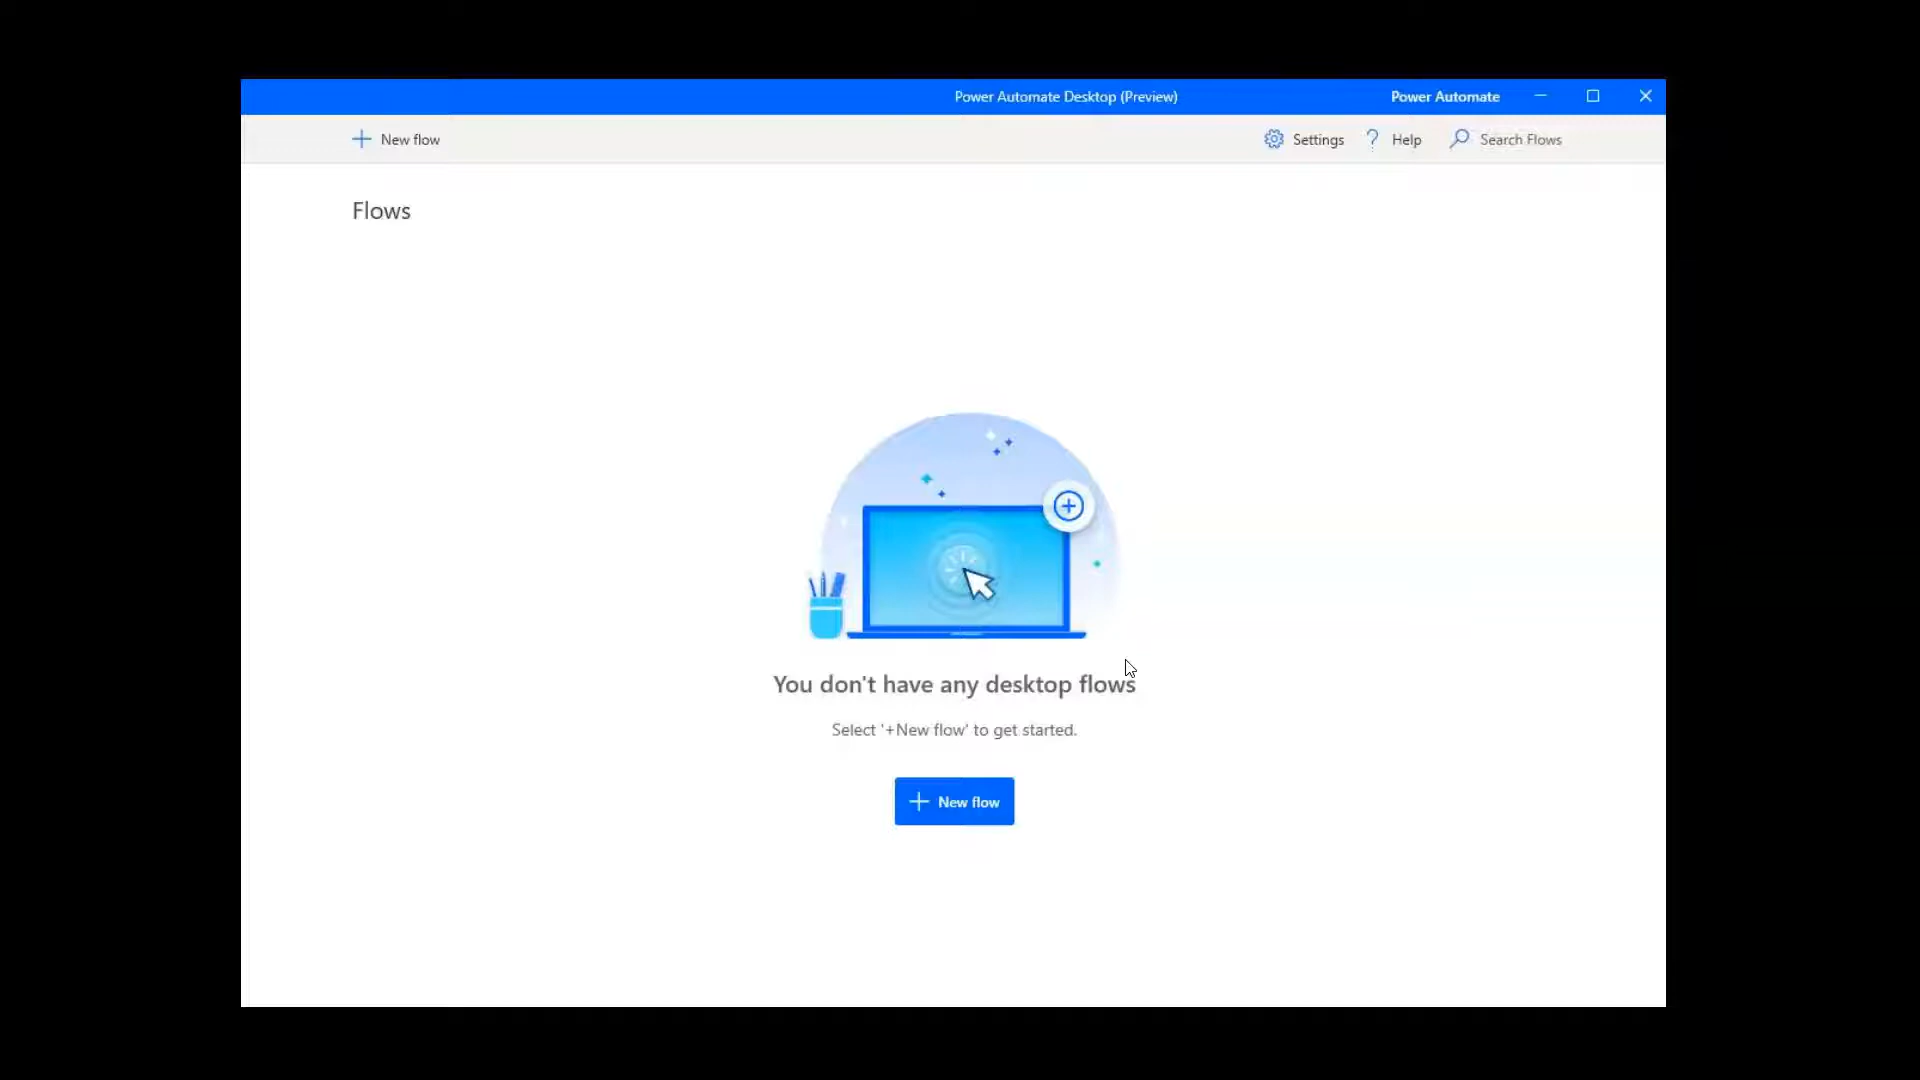 Power Automate Desktop (Preview)
Power Automate
New flow
Settings
Help
Search Flows
Flows
You don't have any desktop flows
Select '+New flow' to get started.
New flow